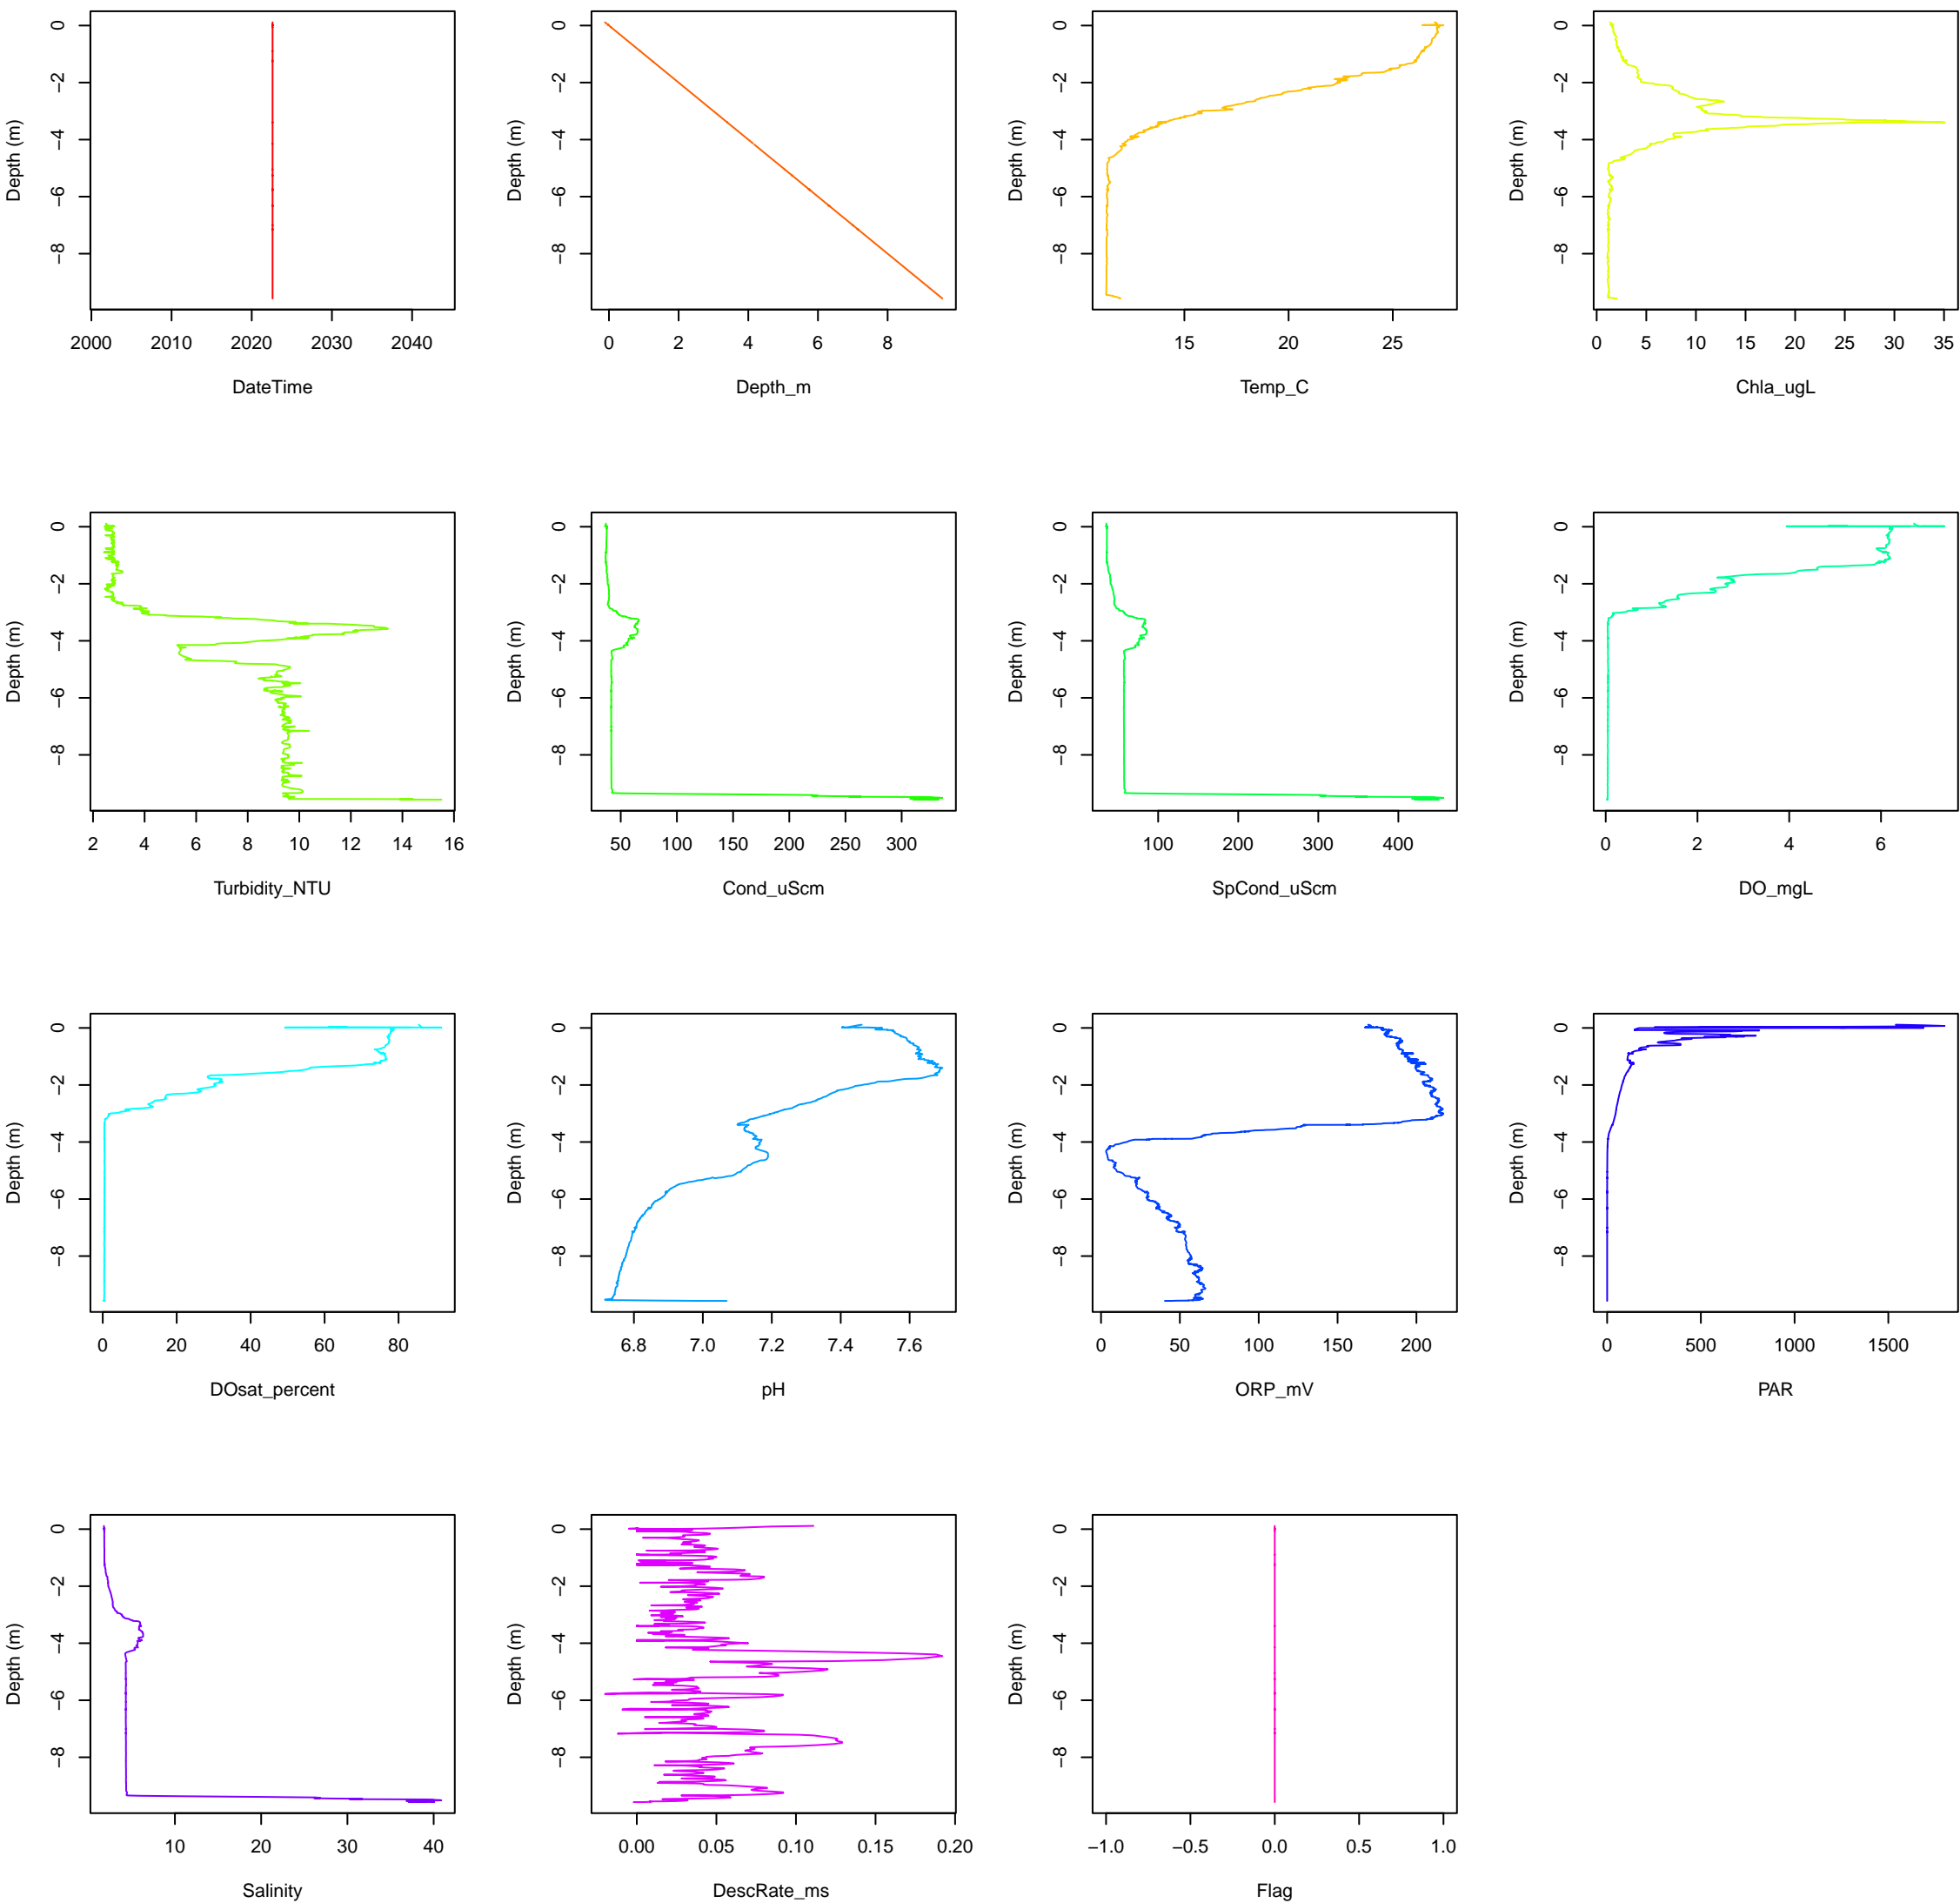 0
−2
−4
−6
−8
Depth (m)
2000 2010 2020 2030 2040
DateTime
0
−2
−4
−6
−8
Depth (m)
0 2 4 6 8
Depth_m
0
−2
−4
−6
−8
Depth (m)
15 20 25
Temp_C
0
−2
−4
−6
−8
Depth (m)
0 5 10 15 20 25 30 35
Chla_ugL
0
−2
−4
−6
−8
Depth (m)
2 4 6 8 10 12 14 16
Turbidity_NTU
0
−2
−4
−6
−8
Depth (m)
50 100 150 200 250 300
Cond_uScm
0
−2
−4
−6
−8
Depth (m)
100 200 300 400
SpCond_uScm
0
−2
−4
−6
−8
Depth (m)
0 2 4 6
DO_mgL
0
−2
−4
−6
−8
Depth (m)
0 20 40 60 80
DOsat_percent
0
−2
−4
−6
−8
Depth (m)
6.8 7.0 7.2 7.4 7.6
pH
0
−2
−4
−6
−8
Depth (m)
0 50 100 150 200
ORP_mV
0
−2
−4
−6
−8
Depth (m)
0 500 1000 1500
PAR
0
−2
−4
−6
−8
Depth (m)
10 20 30 40
Salinity
0
−2
−4
−6
−8
Depth (m)
0.00 0.05 0.10 0.15 0.20
DescRate_ms
0
−2
−4
−6
−8
Depth (m)
−1.0 −0.5 0.0 0.5 1.0
Flag